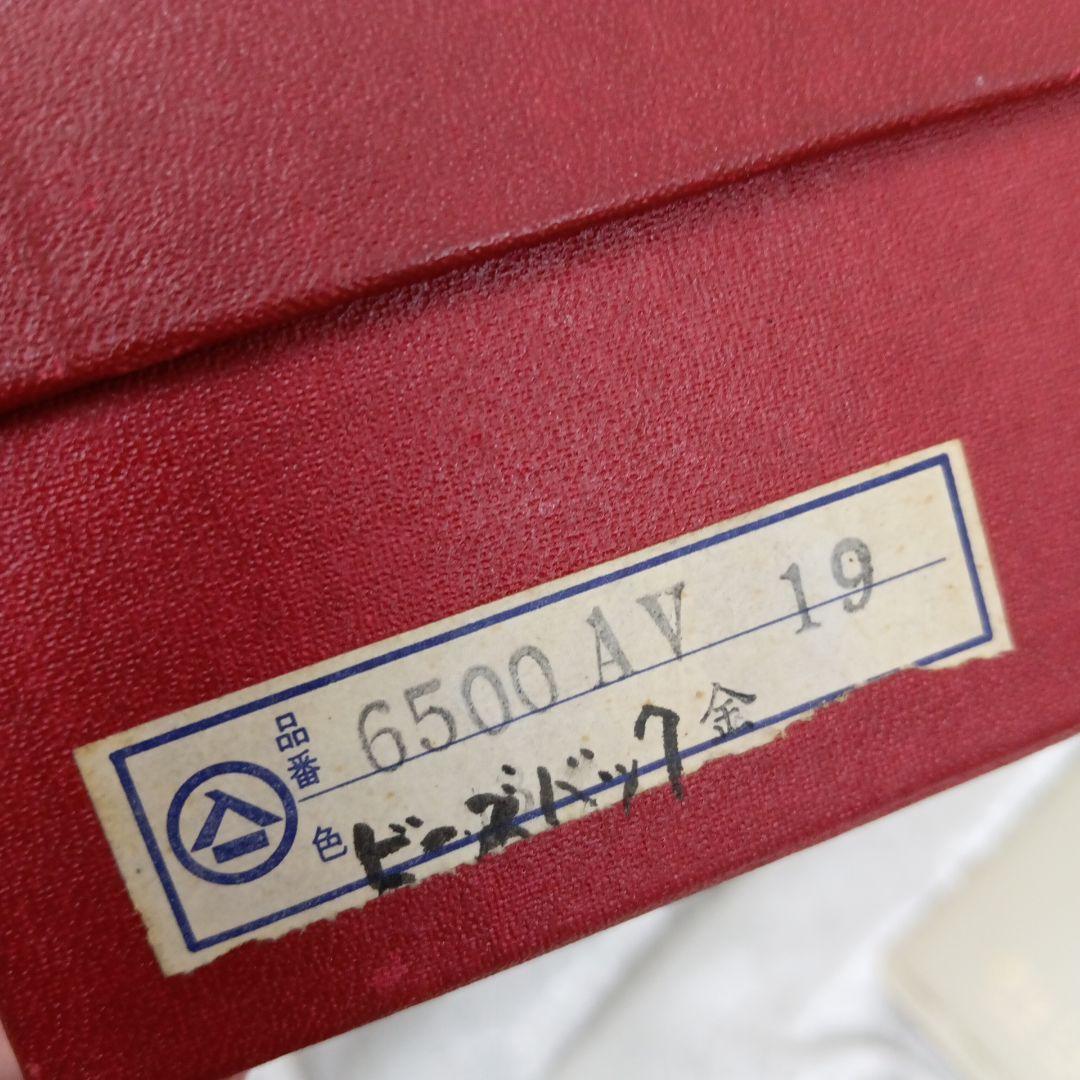 品番 6500 AV 19
色 ビーズバック 金